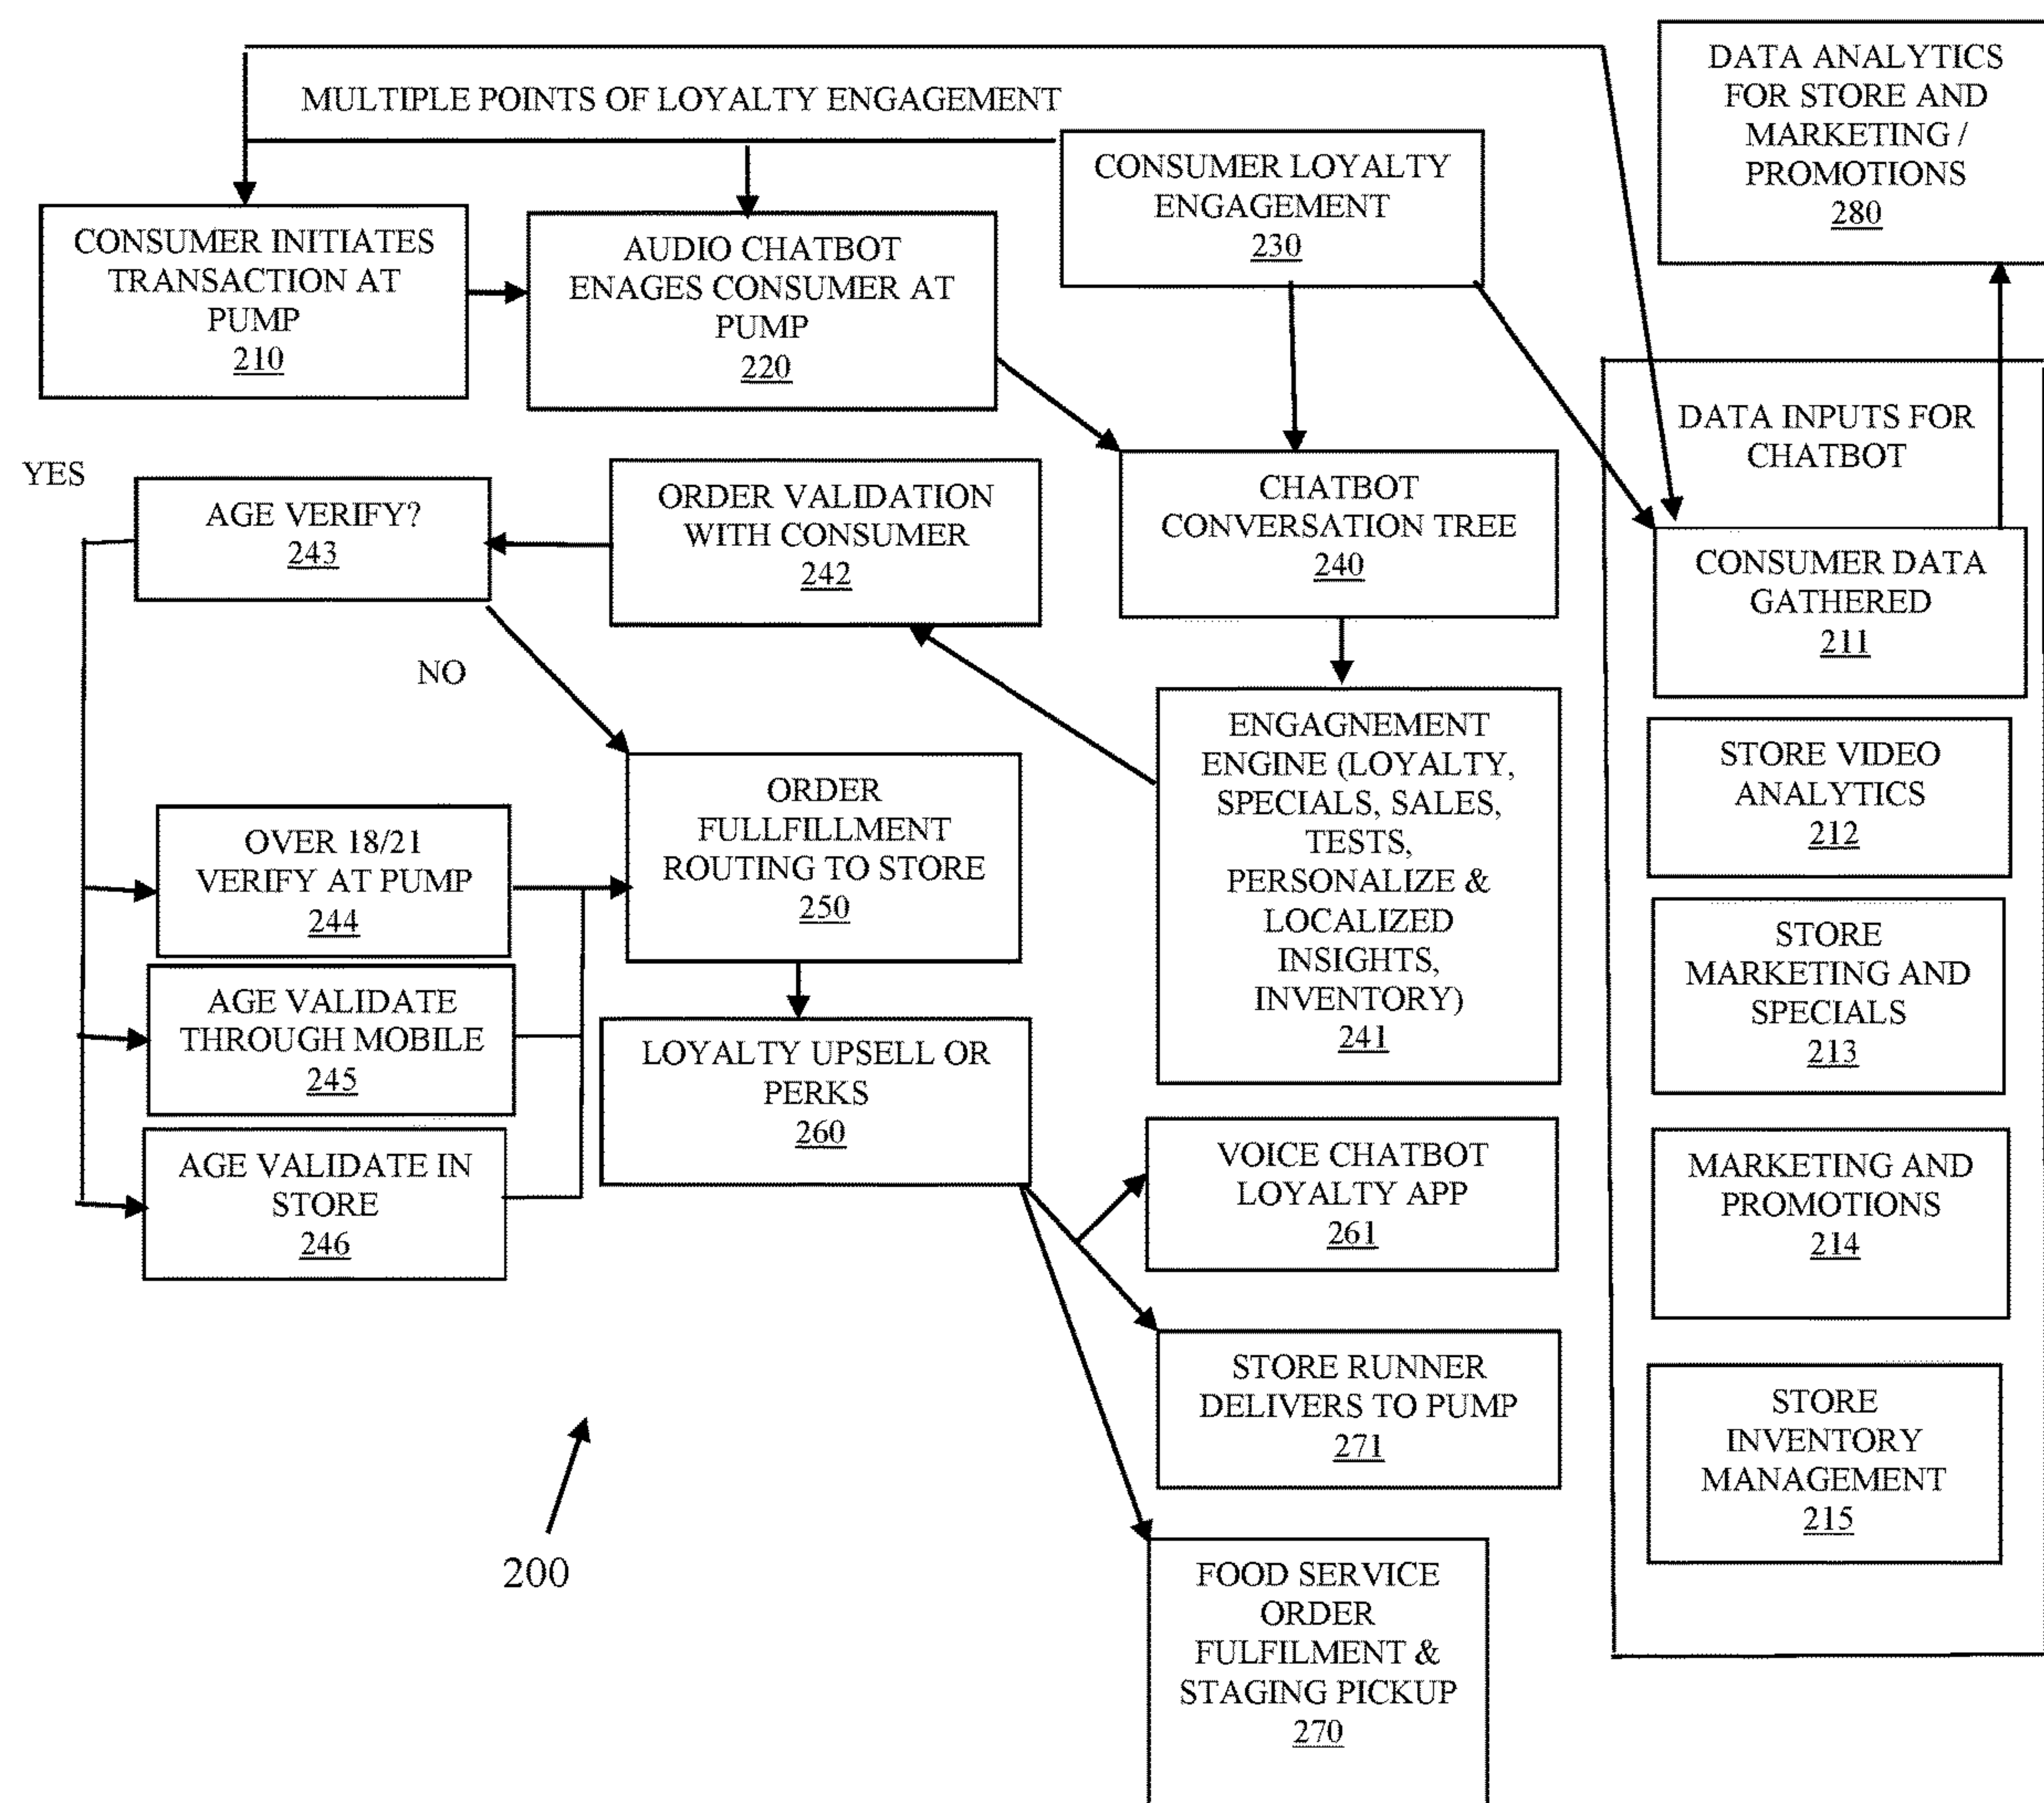 MULTIPLE POINTS OF LOYALTY ENGAGEMENT
CONSUMER INITIATES
TRANSACTION AT
PUMP
210
AUDIO CHATBOT
ENAGES CONSUMER AT
PUMP
220
CONSUMER LOYALTY
ENGAGEMENT
230
DATA ANALYTICS
FOR STORE AND
MARKETING /
PROMOTIONS
280
YES
AGE VERIFY?
243
NO
ORDER VALIDATION
WITH CONSUMER
242
CHATBOT
CONVERSATION TREE
240
DATA INPUTS FOR
CHATBOT
CONSUMER DATA
GATHERED
211
STORE VIDEO
ANALYTICS
212
STORE
MARKETING AND
SPECIALS
213
MARKETING AND
PROMOTIONS
214
STORE
INVENTORY
MANAGEMENT
215
ENGAGNEMENT
ENGINE (LOYALTY,
SPECIALS, SALES,
TESTS,
PERSONALIZE &
LOCALIZED
INSIGHTS,
INVENTORY)
241
OVER 18/21
VERIFY AT PUMP
244
AGE VALIDATE
THROUGH MOBILE
245
AGE VALIDATE IN
STORE
246
ORDER
FULLFILLMENT
ROUTING TO STORE
250
LOYALTY UPSELL OR
PERKS
260
VOICE CHATBOT
LOYALTY APP
261
STORE RUNNER
DELIVERS TO PUMP
271
FOOD SERVICE
ORDER
FULFILMENT &
STAGING PICKUP
270
200